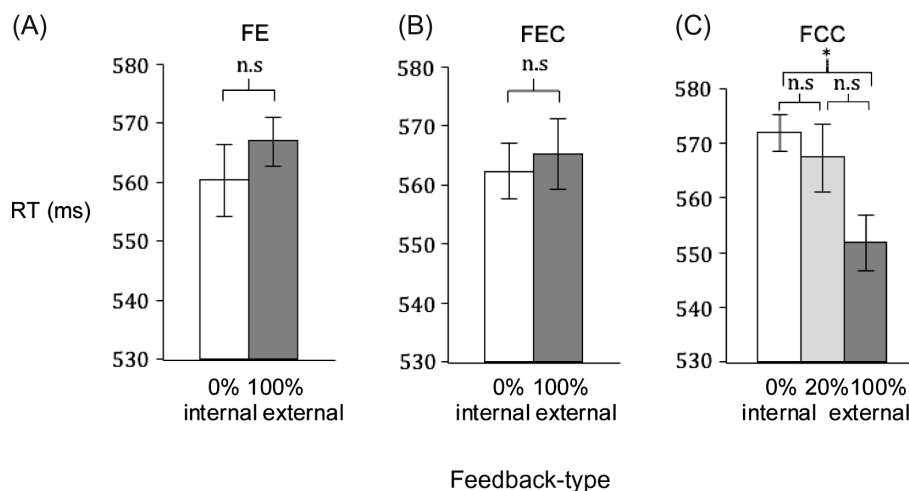 (A)
FE
n.s
580
570
560
550
540
530
0% 100%
internal external
(B)
FEC
n.s
580
570
560
550
540
530
0% 100%
internal external
(C)
FCC
*
n.s n.s
580
570
560
550
540
530
0% 20% 100%
internal external
RT (ms)
Feedback-type